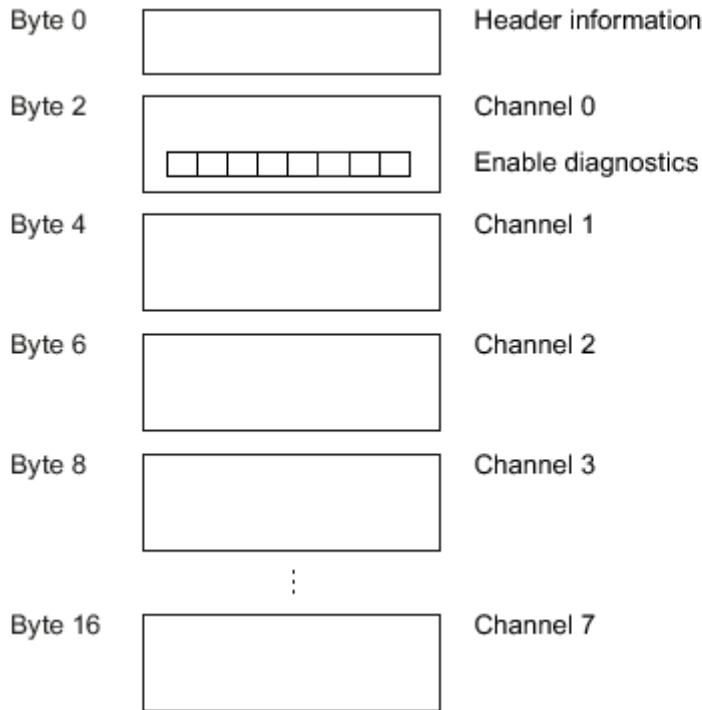 Byte 0 Header information
Byte 2 Channel 0
Enable diagnostics
Byte 4 Channel 1
Byte 6 Channel 2
Byte 8 Channel 3
Byte 16 Channel 7